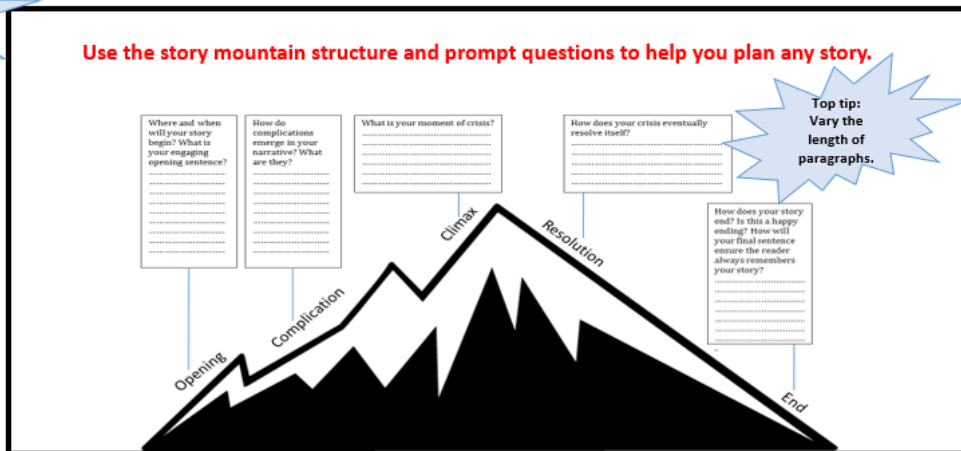 Use the story mountain structure and prompt questions to help you plan any story.
Top tip:
Vary the
length of
paragraphs.
Where and when
will your story
begin? What is
your engaging
opening sentence?
................................
................................
................................
................................
................................
................................
................................
................................
How do
complications
emerge in your
narrative? What
are they?
................................
................................
................................
................................
................................
................................
................................
................................
What is your moment of crisis?
................................
................................
................................
................................
................................
How does your crisis eventually
resolve itself?
................................
................................
................................
................................
................................
How does your story
end? Is this a happy
ending? How will
your final sentence
ensure the reader
always remembers
your story?
................................
................................
................................
................................
................................
................................
..
Opening
Complication
Climax
Resolution
End